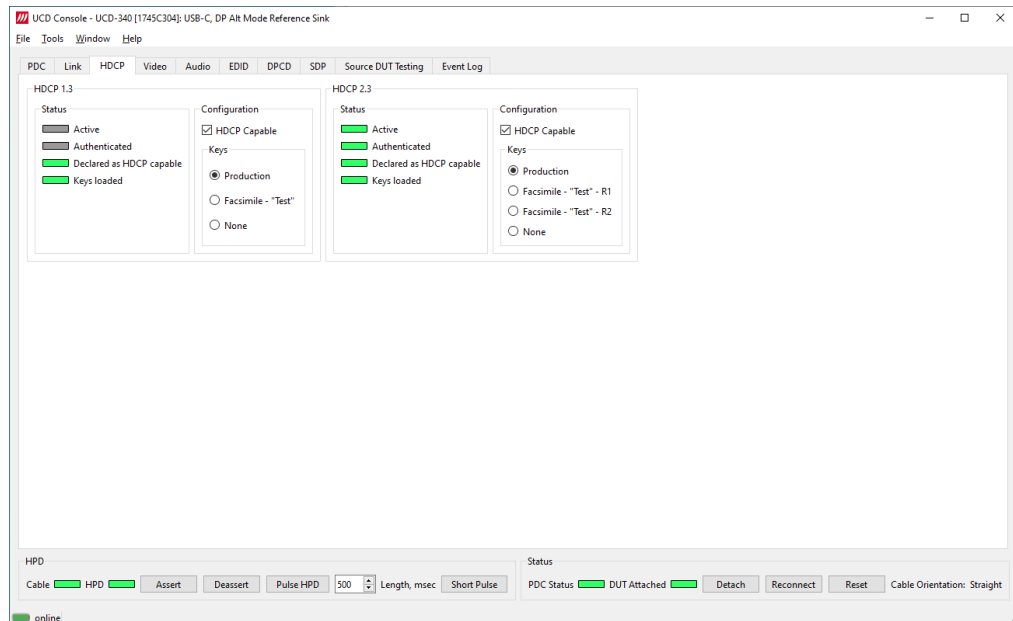 UCD Console - UCD-340 [1745C304]: USB-C, DP Alt Mode Reference Sink
File Tools Window Help
PDC Link HDCP Video Audio EDID DPCD SDP Source DUT Testing Event Log
HDCP 1.3
Status
Active
Authenticated
Declared as HDCP capable
Keys loaded
Configuration
HDCP Capable
Keys
Production
Facsimile - "Test"
None
HDCP 2.3
Status
Active
Authenticated
Declared as HDCP capable
Keys loaded
Configuration
HDCP Capable
Keys
Production
Facsimile - "Test" - R1
Facsimile - "Test" - R2
None
HPD
Cable HPD Assert Deassert Pulse HPD 500 Length, msec Short Pulse
Status
PDC Status DUT Attached Detach Reconnect Reset Cable Orientation: Straight
online